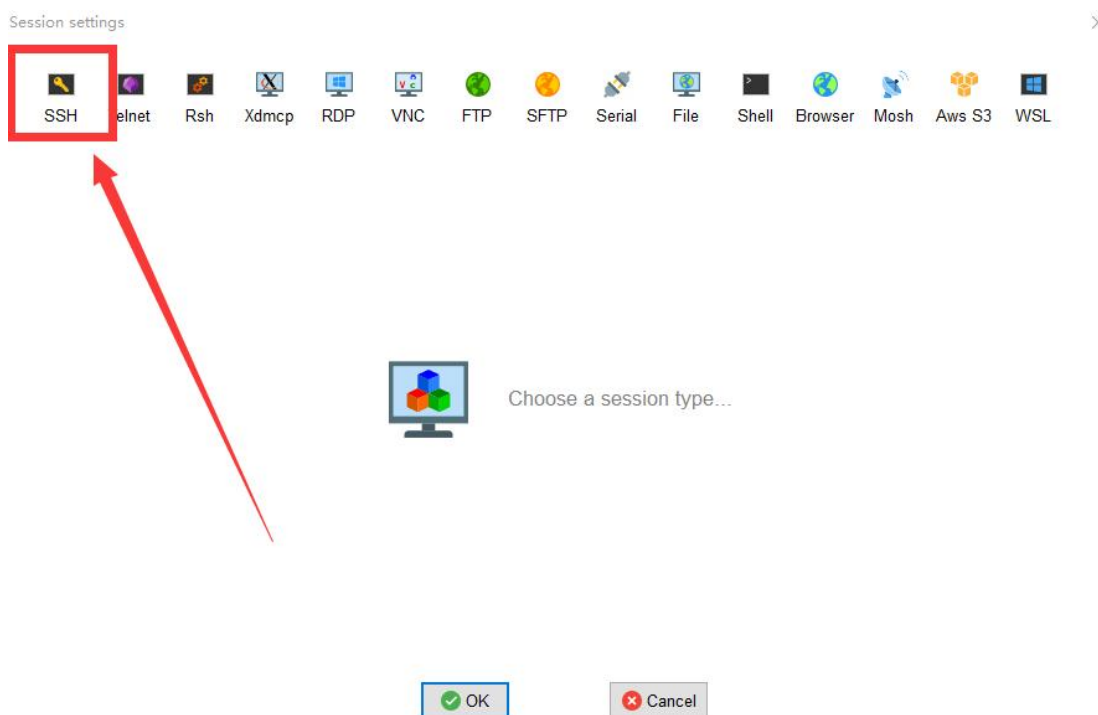 Session settings
SSH elnet Rsh Xdmcp RDP VNC FTP SFTP Serial File Shell Browser Mosh Aws S3 WSL
Choose a session type...
OK Cancel